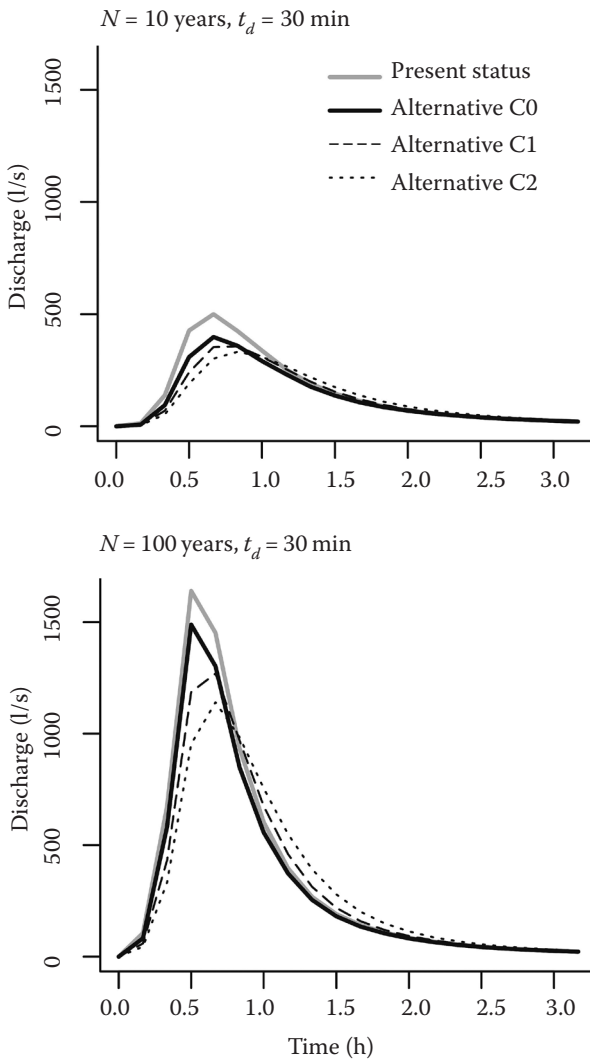 N = 10 years, t_d = 30 min
Present status
Alternative C0
Alternative C1
Alternative C2
Discharge (l/s)
1500
1000
500
0
0.0 0.5 1.0 1.5 2.0 2.5 3.0
N = 100 years, t_d = 30 min
Discharge (l/s)
1500
1000
500
0
0.0 0.5 1.0 1.5 2.0 2.5 3.0
Time (h)